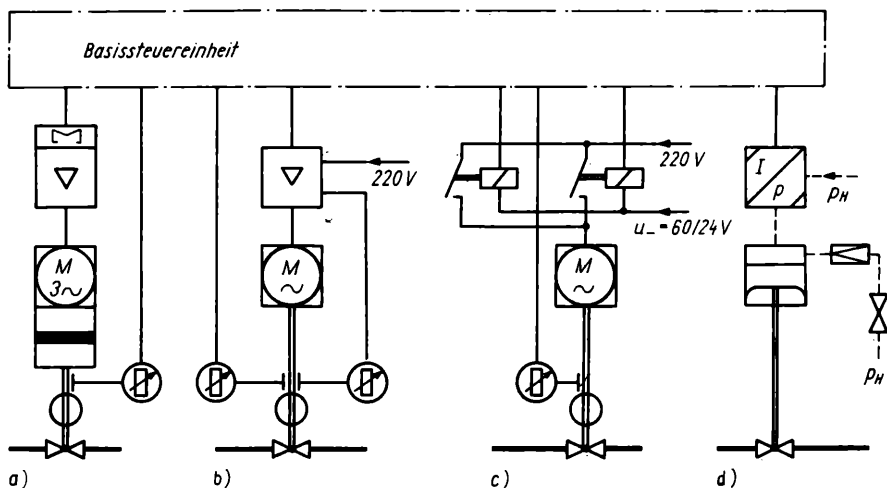 Basissteuereinheit
220 V
220 V
u_ = 60/24 V
I
p
pH
M
3~
M
~
M
~
pH
a)
b)
c)
d)